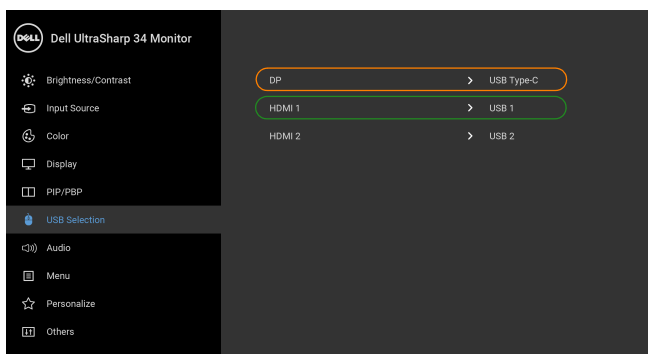 DELL Dell UltraSharp 34 Monitor
Brightness/Contrast
Input Source
Color
Display
PIP/PBP
USB Selection
Audio
Menu
Personalize
Others
DP > USB Type-C
HDMI 1 > USB 1
HDMI 2 > USB 2